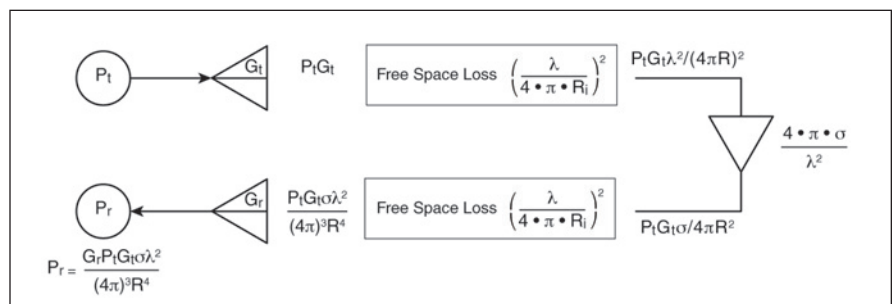 Pt
Gt
PtGt
Free Space Loss (λ / 4 • π • Ri)²
PtGtλ²/(4πR)²
4 • π • σ / λ²
Pr
Gr
PtGtσλ² / (4π)³R⁴
Free Space Loss (λ / 4 • π • Ri)²
PtGtσ/4πR²
Pr = GrPtGtσλ² / (4π)³R⁴